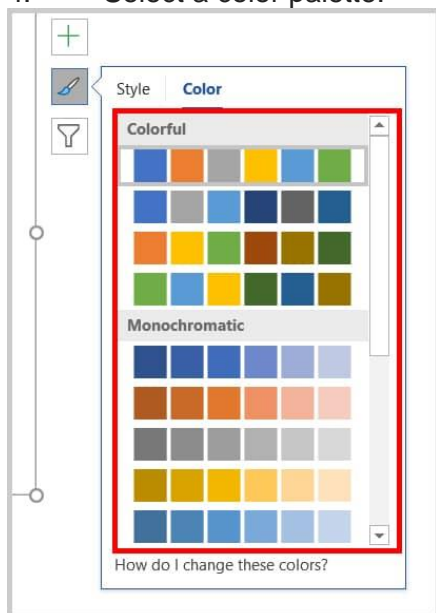 Select a color palette.
Style Color
Colorful
Monochromatic
How do I change these colors?